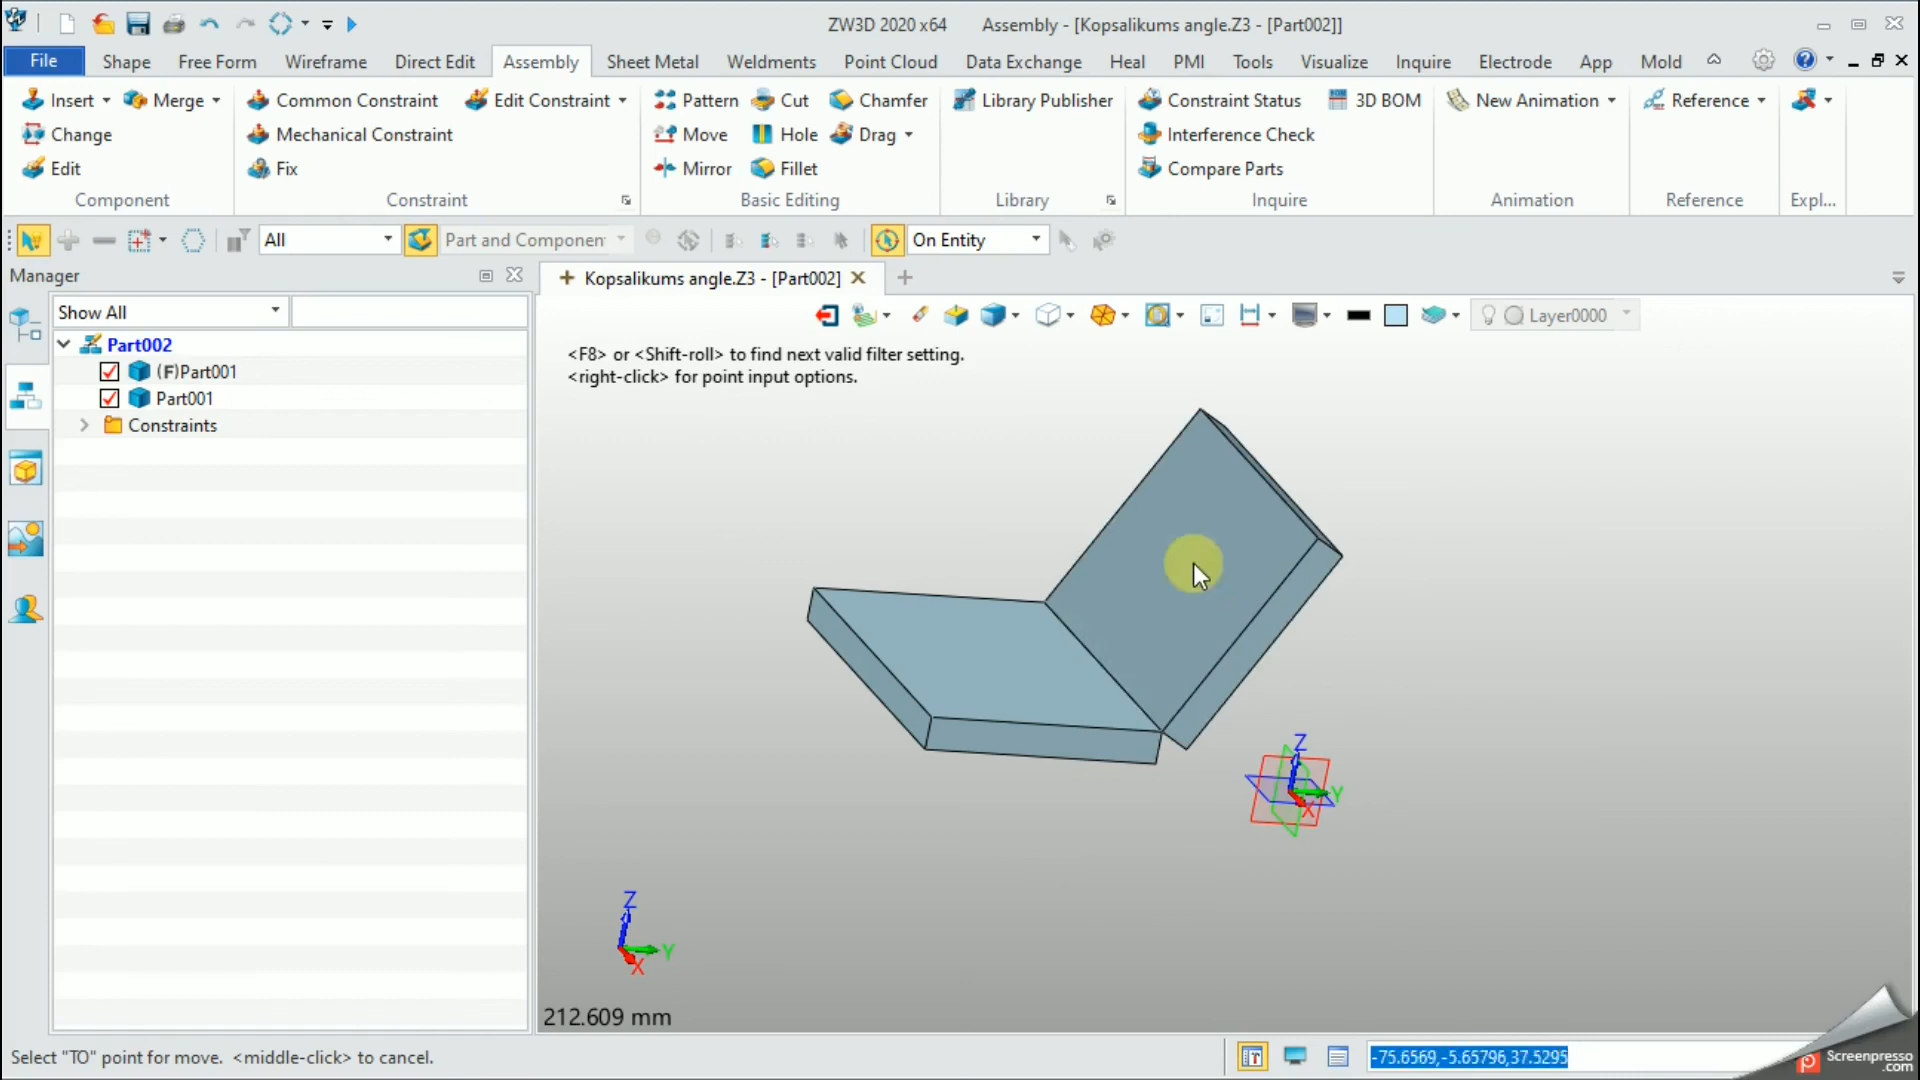 ZW3D 2020 x64 Assembly - [Kopsalikums angle.Z3 - [Part002]]
File Shape Free Form Wireframe Direct Edit Assembly Sheet Metal Weldments Point Cloud Data Exchange Heal PMI Tools Visualize Inquire Electrode App Mold
Insert Merge Common Constraint Edit Constraint Pattern Cut Chamfer Library Publisher Constraint Status 3D BOM New Animation Reference
Change Mechanical Constraint Move Hole Drag Interference Check
Edit Fix Mirror Fillet Compare Parts
Component Constraint Basic Editing Library Inquire Animation Reference Expl...
All Part and Componen On Entity
Manager Kopsalikums angle.Z3 - [Part002]
Show All Layer0000
Part002
(F)Part001
Part001
Constraints
<F8> or <Shift-roll> to find next valid filter setting.
<right-click> for point input options.
Z
Y
X
Z
Y
X
212.609 mm
Select "TO" point for move. <middle-click> to cancel. -75.6569,-5.65796,37.5295
Screenpresso
.com